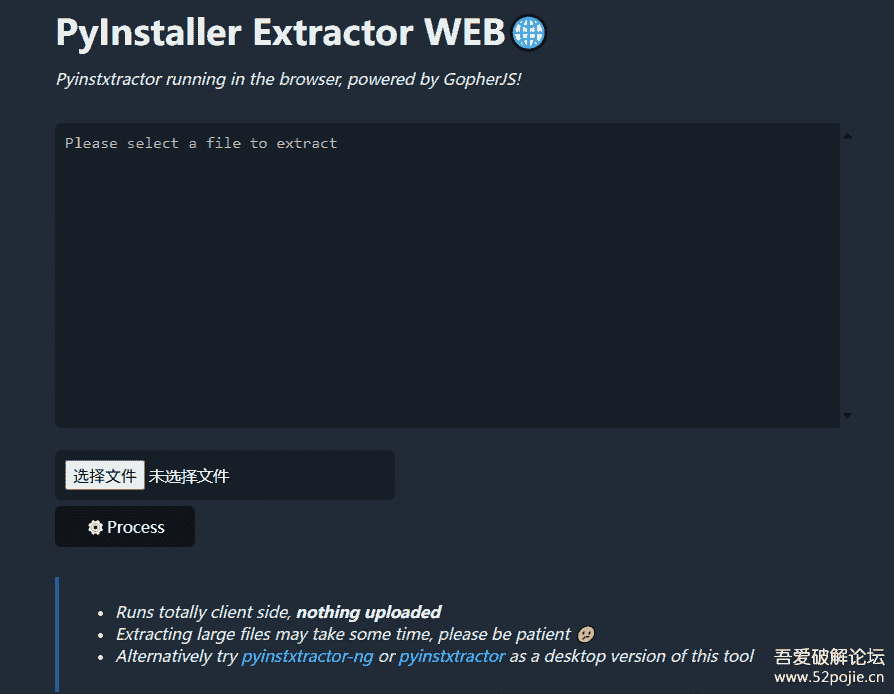 PyInstaller Extractor WEB🌐
Pyinstxtractor running in the browser, powered by GopherJS!
Please select a file to extract
选择文件 未选择文件
Process
Runs totally client side, nothing uploaded
Extracting large files may take some time, please be patient 🫤
Alternatively try pyinstxtractor-ng or pyinstxtractor as a desktop version of this tool
吾爱破解论坛
www.52pojie.cn